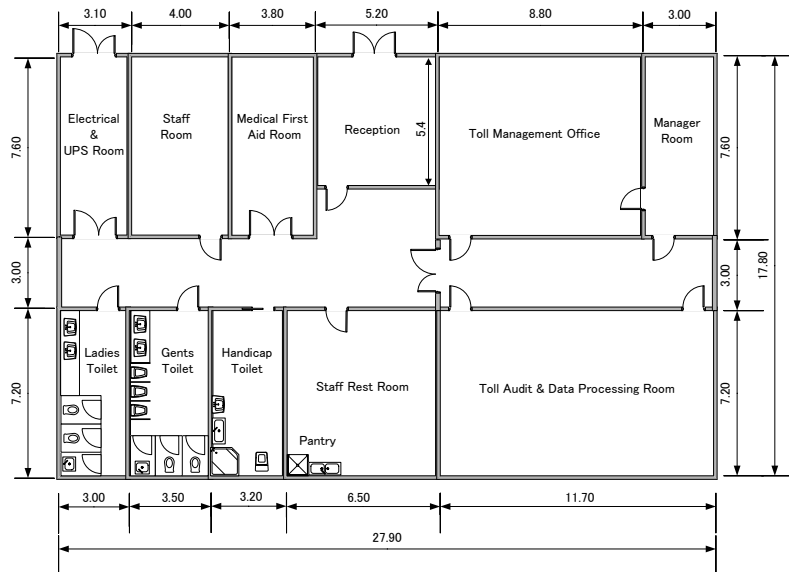 3.10
4.00
3.80
5.20
8.80
3.00
Electrical
&
UPS Room
Staff
Room
Medical First
Aid Room
Reception
5.4
Toll Management Office
Manager
Room
7.60
7.60
3.00
3.00
17.80
Ladies
Toilet
Gents
Toilet
Handicap
Toilet
Staff Rest Room
Toll Audit & Data Processing Room
7.20
7.20
Pantry
3.00
3.50
3.20
6.50
11.70
27.90